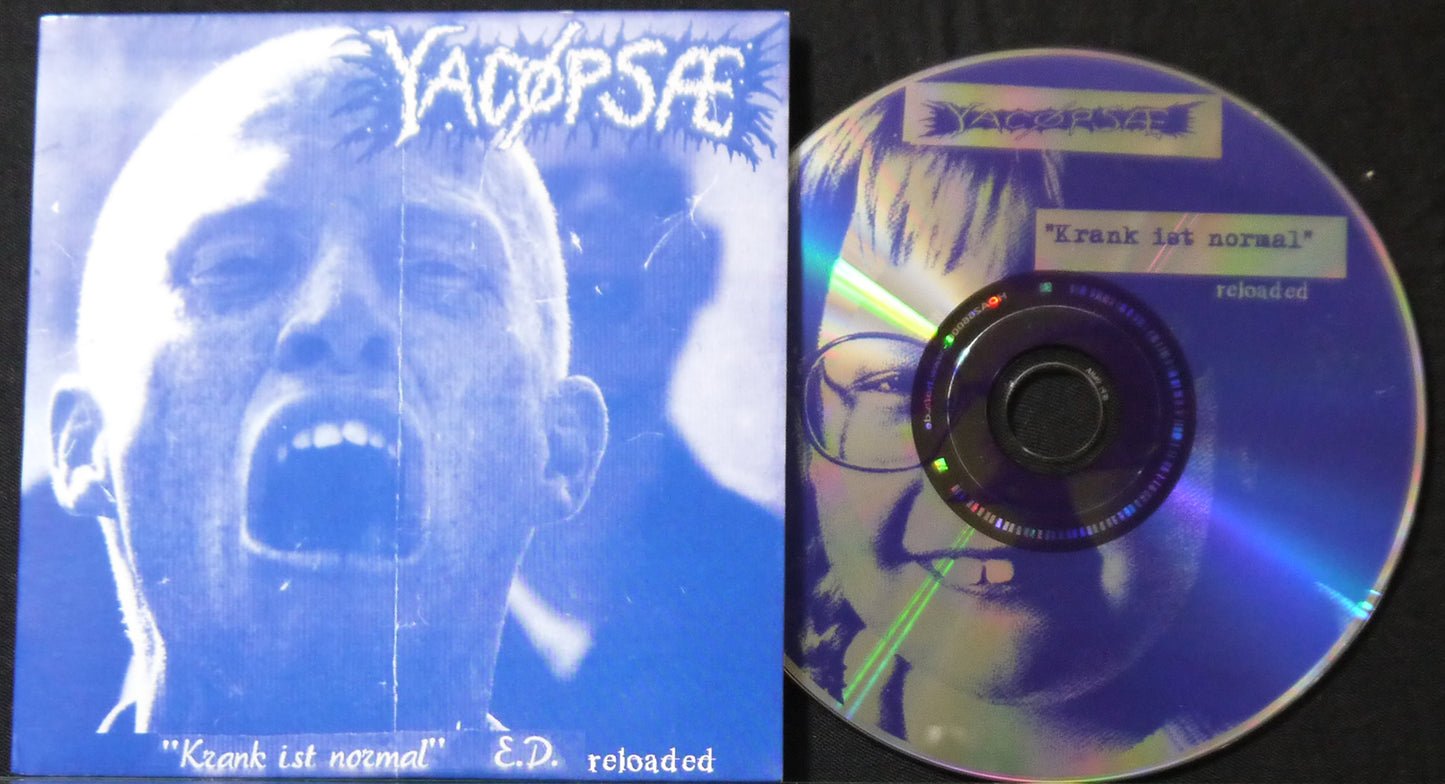 YACØPSÆ
"Krank ist normal" E.D. reloaded
YACØPSÆ
"Krank ist normal"
reloaded